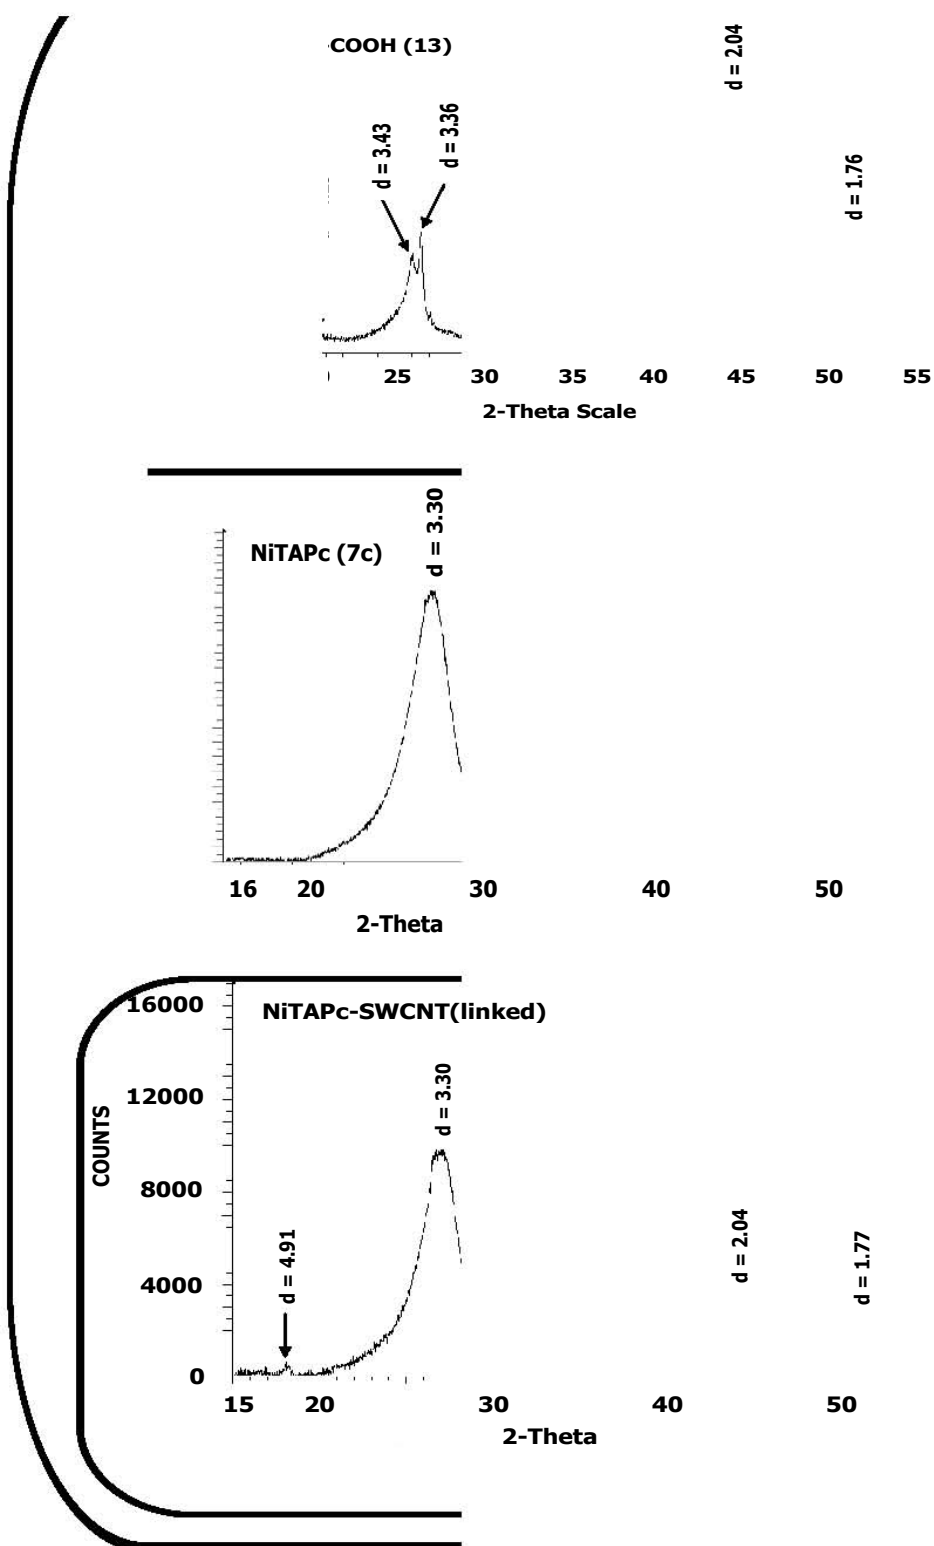 COOH (13)
d = 2.04
d = 3.43
d = 3.36
d = 1.76
25 30 35 40 45 50 55
2-Theta Scale
NiTAPc (7c)
d = 3.30
16 20 30 40 50
2-Theta
NiTAPc-SWCNT(linked)
16000
12000
8000
4000
0
COUNTS
d = 4.91
d = 3.30
d = 2.04
d = 1.77
15 20 30 40 50
2-Theta